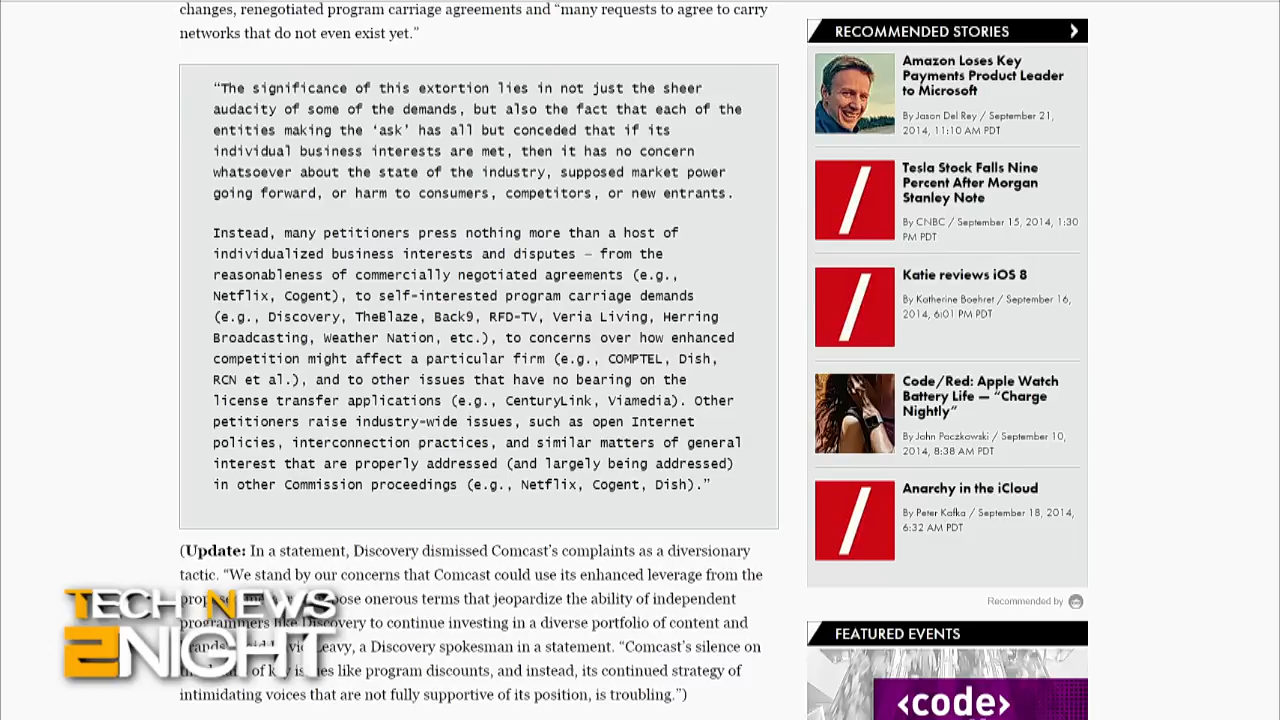 changes, renegotiated program carriage agreements and “many requests to agree to carry
networks that do not even exist yet.”
“The significance of this extortion lies in not just the sheer
audacity of some of the demands, but also the fact that each of the
entities making the ‘ask’ has all but conceded that if its
individual business interests are met, then it has no concern
whatsoever about the state of the industry, supposed market power
going forward, or harm to consumers, competitors, or new entrants.
Instead, many petitioners press nothing more than a host of
individualized business interests and disputes – from the
reasonableness of commercially negotiated agreements (e.g.,
Netflix, Cogent), to self-interested program carriage demands
(e.g., Discovery, TheBlaze, Back9, RFD-TV, Veria Living, Herring
Broadcasting, Weather Nation, etc.), to concerns over how enhanced
competition might affect a particular firm (e.g., COMPTEL, Dish,
RCN et al.), and to other issues that have no bearing on the
license transfer applications (e.g., CenturyLink, Viamedia). Other
petitioners raise industry-wide issues, such as open Internet
policies, interconnection practices, and similar matters of general
interest that are properly addressed (and largely being addressed)
in other Commission proceedings (e.g., Netflix, Cogent, Dish).”
(Update: In a statement, Discovery dismissed Comcast’s complaints as a diversionary
tactic. “We stand by our concerns that Comcast could use its enhanced leverage from the
onerous terms that jeopardize the ability of independent
Discovery to continue investing in a diverse portfolio of content and
Leavy, a Discovery spokesman in a statement. “Comcast’s silence on
like program discounts, and instead, its continued strategy of
intimidating voices that are not fully supportive of its position, is troubling.”)
TECH NEWS
2NIGHT
RECOMMENDED STORIES
Amazon Loses Key
Payments Product Leader
to Microsoft
By Jason Del Rey / September 21,
2014, 11:10 AM PDT
Tesla Stock Falls Nine
Percent After Morgan
Stanley Note
By CNBC / September 15, 2014, 1:30
PM PDT
Katie reviews iOS 8
By Katherine Boehret / September 16,
2014, 6:01 PM PDT
Code/Red: Apple Watch
Battery Life — “Charge
Nightly”
By John Paczkowski / September 10,
2014, 8:38 AM PDT
Anarchy in the iCloud
By Peter Kafka / September 18, 2014,
6:32 AM PDT
Recommended by
FEATURED EVENTS
<code>